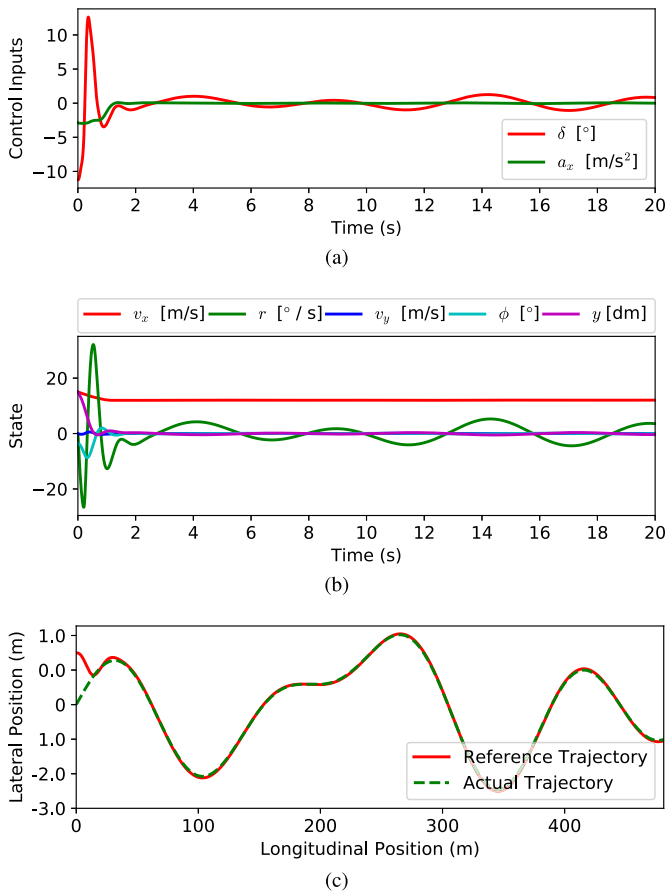 10
5
0
−5
−10
Control Inputs
δ [°]
a_x [m/s²]
0 2 4 6 8 10 12 14 16 18 20
Time (s)
(a)
v_x [m/s] r [° / s] v_y [m/s] ϕ [°] y [dm]
20
0
−20
State
0 2 4 6 8 10 12 14 16 18 20
Time (s)
(b)
1.0
0.0
0.0
1.0
-2.0
-3.0
Lateral Position (m)
Reference Trajectory
Actual Trajectory
0 100 200 300 400
Longitudinal Position (m)
(c)